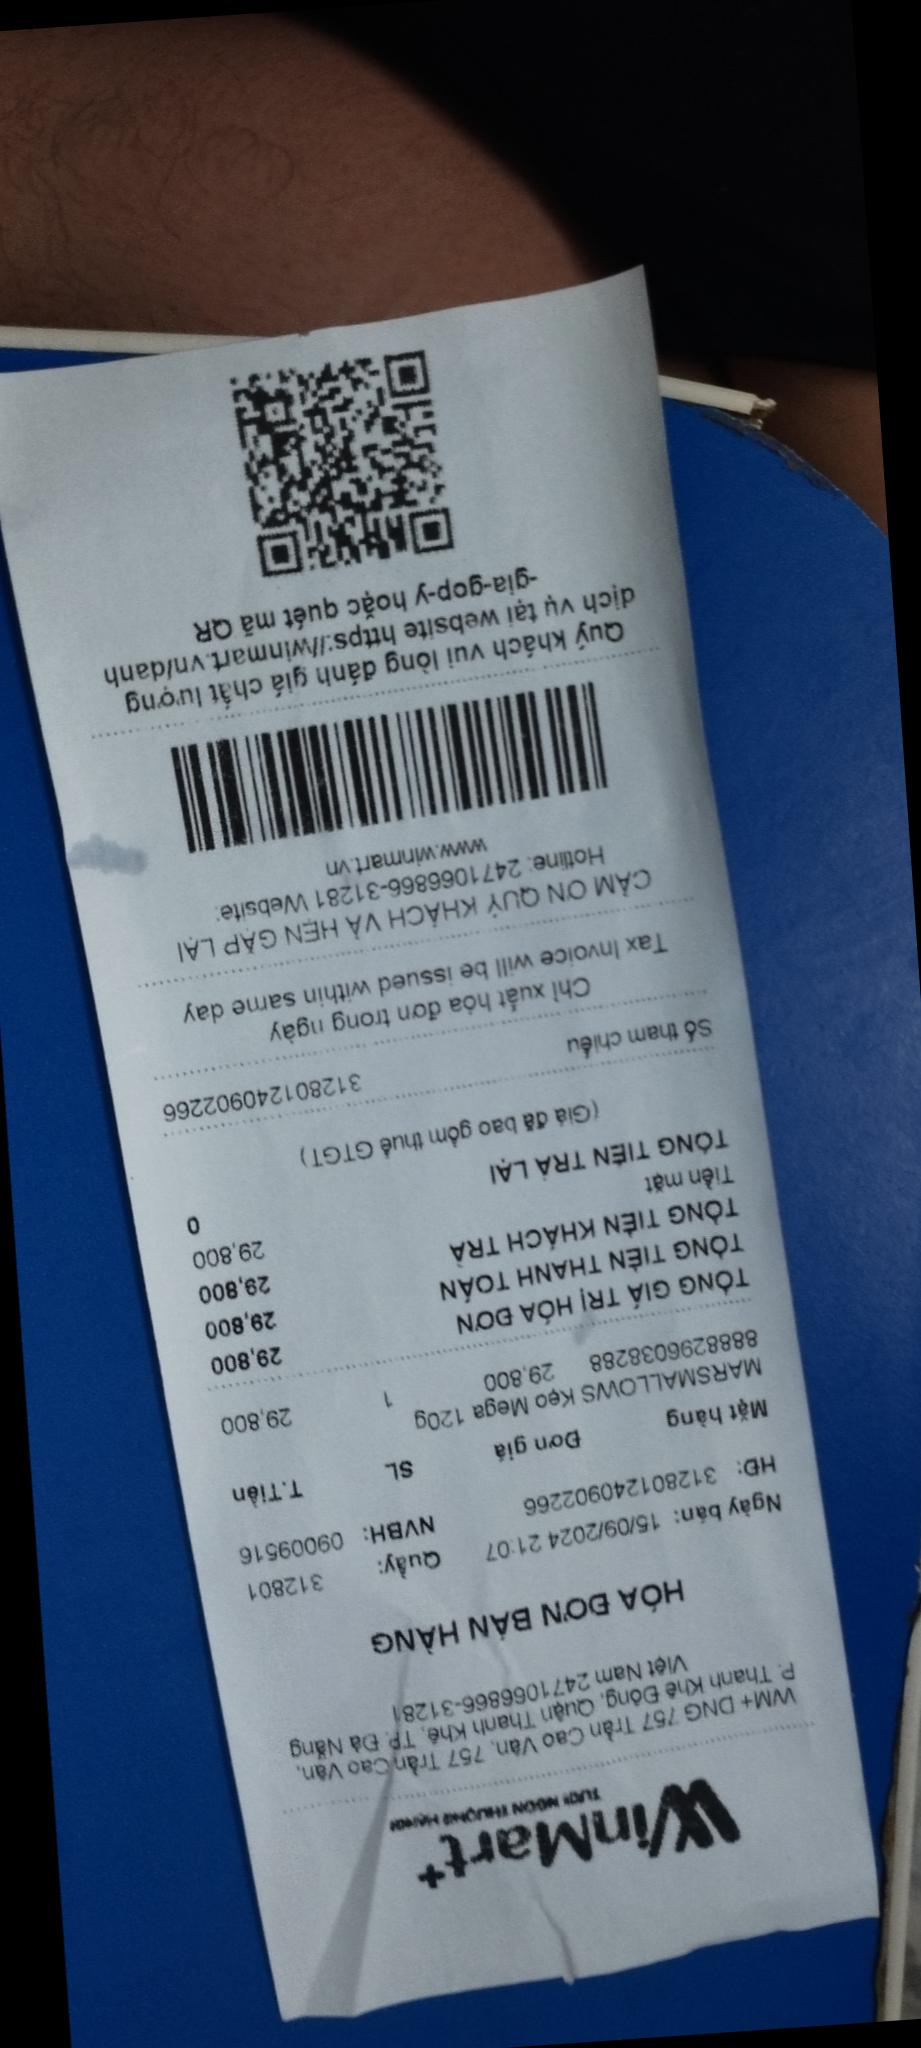 WinMart+
TƯƠI NGON THƯỢNG HẠNG!
WM+ DNG 757 Trần Cao Vân, 757 Trần Cao Vân,
P. Thanh Khê Đông, Quận Thanh Khê, TP. Đà Nẵng
Việt Nam 2471066866-31281
HÓA ĐƠN BÁN HÀNG
Ngày bán: 15/09/2024 21:07 Quầy: 312801
HĐ: 312801240902266 NVBH: 09009516
Mặt hàng Đơn giá SL T.Tiền
MARSMALLOWS Kẹo Mega 120g
8888296038288 29,800 1 29,800
TỔNG GIÁ TRỊ HÓA ĐƠN 29,800
TỔNG TIỀN THANH TOÁN 29,800
TỔNG TIỀN KHÁCH TRẢ 29,800
Tiền mặt 29,800
TỔNG TIỀN TRẢ LẠI 0
(Giá đã bao gồm thuế GTGT)
Số tham chiếu 312801240902266
Chỉ xuất hóa đơn trong ngày
Tax Invoice will be issued within same day
CẢM ƠN QUÝ KHÁCH VÀ HẸN GẶP LẠI
Hotline: 2471066866-31281 Website:
www.winmart.vn
Quý khách vui lòng đánh giá chất lượng
dịch vụ tại website https://winmart.vn/danh
-gia-gop-y hoặc quét mã QR